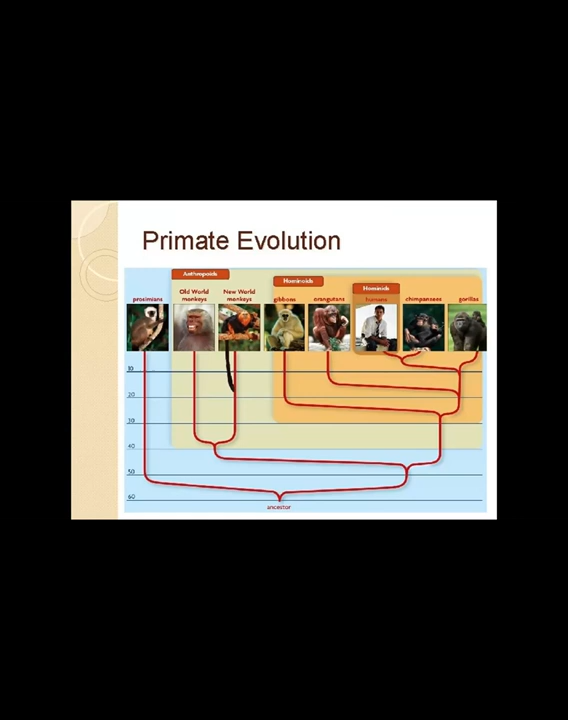 Primate Evolution
Anthropoids
Hominoids
Hominids
prosimians
Old World
monkeys
New World
monkeys
gibbons
orangutans
humans
chimpanzees
gorillas
10
20
30
40
50
60
ancestor